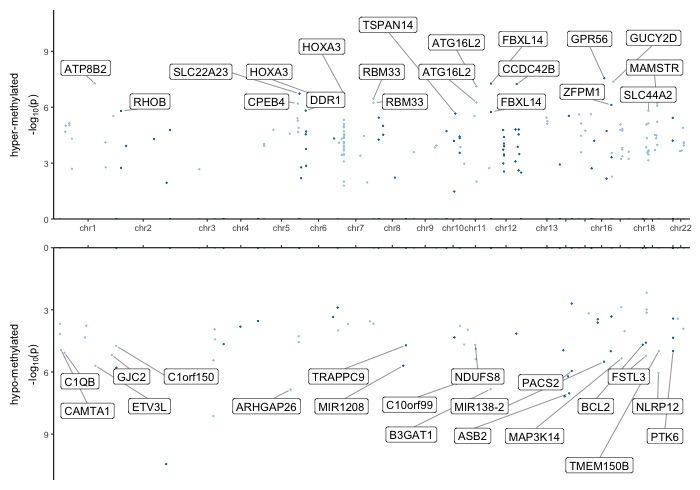 TSPAN14
HOXA3
ATG16L2
FBXL14
GPR56
GUCY2D
ATP8B2
SLC22A23
HOXA3
RBM33
ATG16L2
CCDC42B
MAMSTR
RHOB
CPEB4
DDR1
RBM33
FBXL14
ZFPM1
SLC44A2
hyper-methylated
-log10(p)
9
6
3
0
chr1 chr2 chr3 chr4 chr5 chr6 chr7 chr8 chr9 chr10 chr11 chr12 chr13 chr14 chr16 chr18 chr22
hypo-methylated
-log10(p)
0
3
6
9
C1QB
GJC2
C1orf150
TRAPPC9
NDUFS8
PACS2
FSTL3
CAMTA1
ETV3L
ARHGAP26
MIR1208
C10orf99
MIR138-2
BCL2
NLRP12
B3GAT1
ASB2
MAP3K14
PTK6
TMEM150B